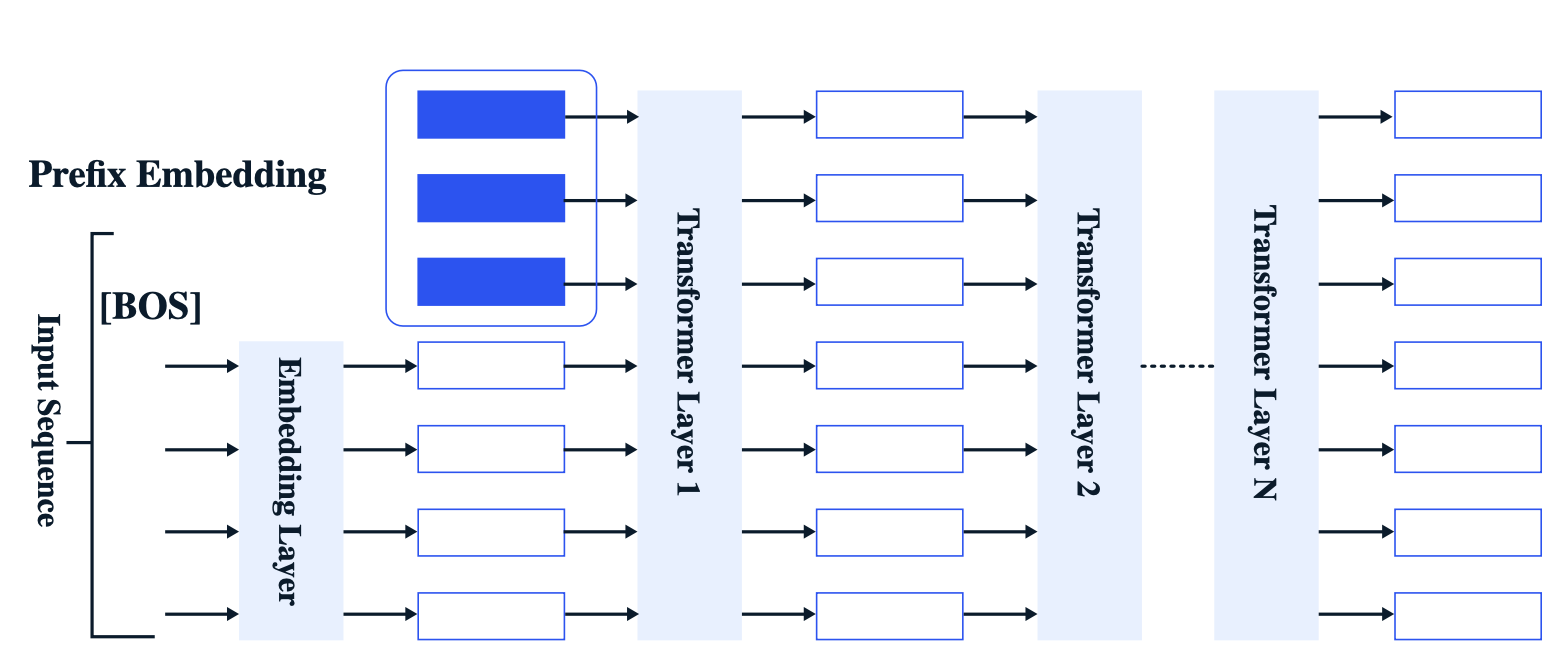 Prefix Embedding
[BOS]
Input Sequence
Embedding Layer
Transformer Layer 1
Transformer Layer 2
Transformer Layer N